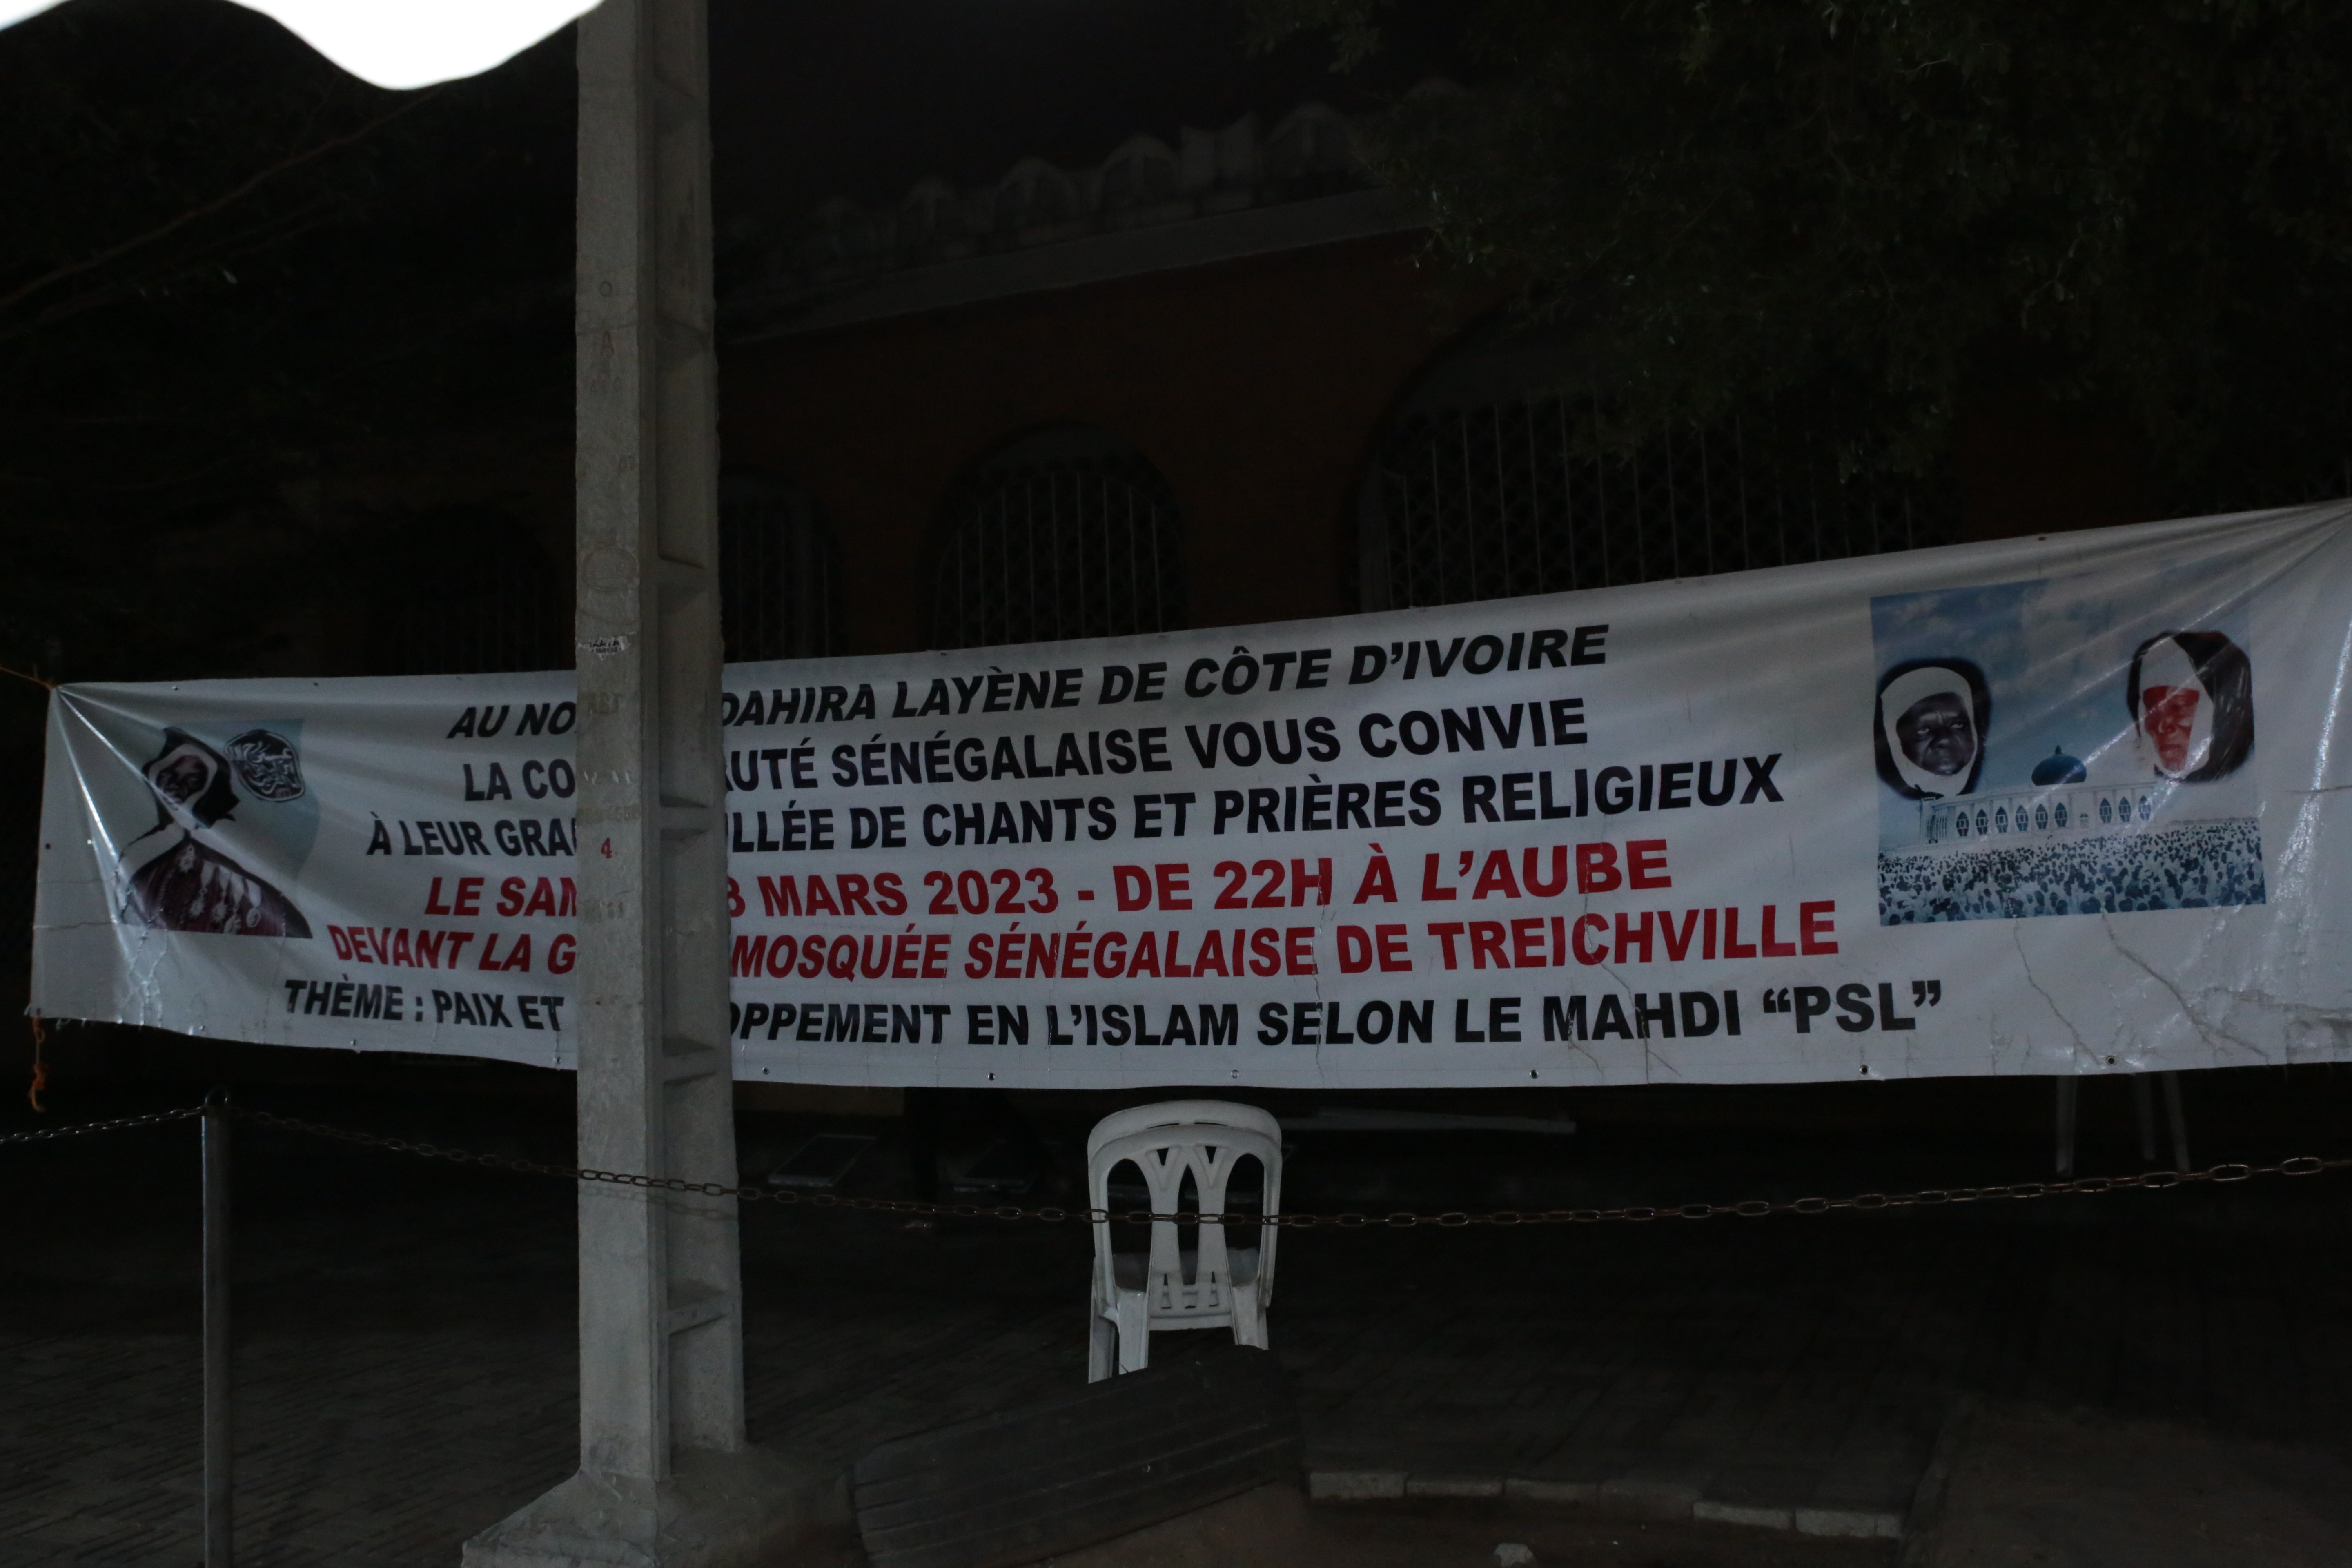 AU NO DAHIRA LAYÈNE DE CÔTE D'IVOIRE
LA CO UTÉ SÉNÉGALAISE VOUS CONVIE
À LEUR GRA LLÉE DE CHANTS ET PRIÈRES RELIGIEUX
LE SAM MARS 2023 - DE 22H À L'AUBE
DEVANT LA G MOSQUÉE SÉNÉGALAISE DE TREICHVILLE
THÈME : PAIX ET OPPEMENT EN L'ISLAM SELON LE MAHDI “PSL”
4